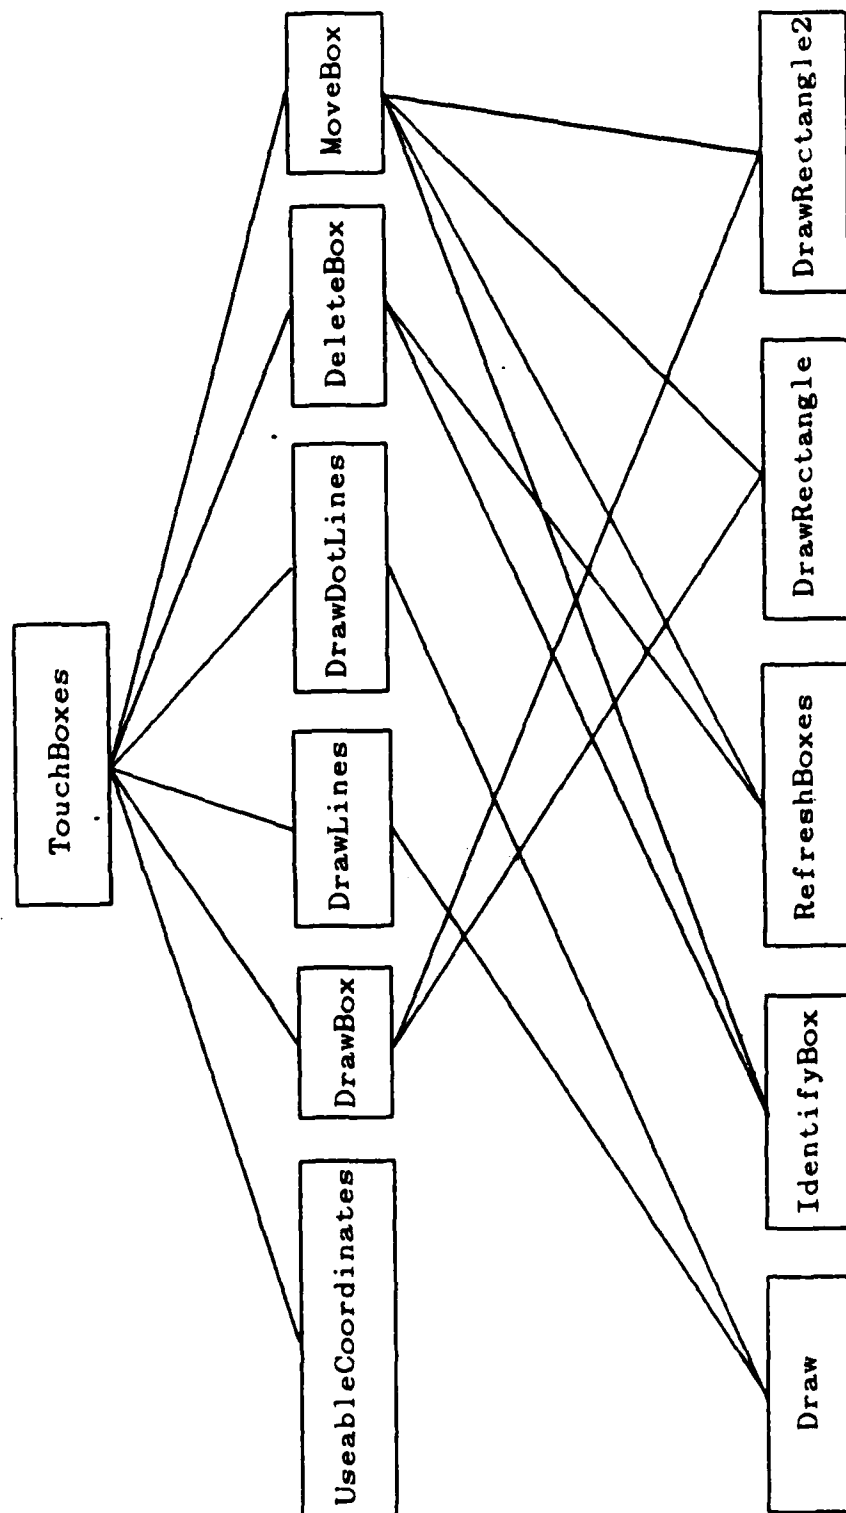 TouchBoxes
UseableCoordinates
DrawBox
DrawLines
DrawDotLines
DeleteBox
MoveBox
Draw
IdentifyBox
RefreshBoxes
DrawRectangle
DrawRectangle2